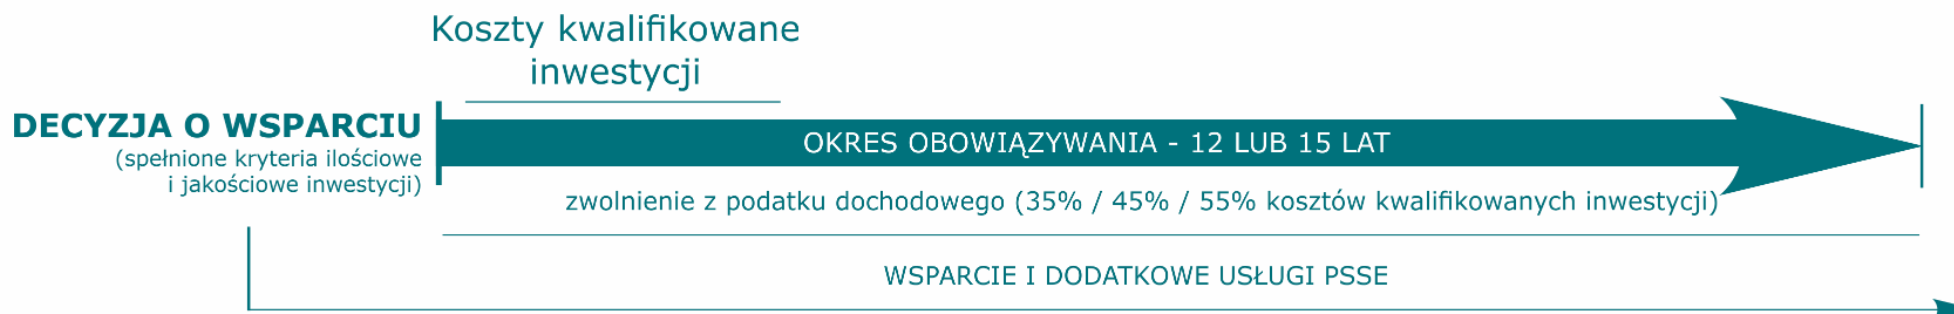 Koszty kwalifikowane
inwestycji
DECYZJA O WSPARCIU
(spełnione kryteria ilościowe
i jakościowe inwestycji)
OKRES OBOWIĄZYWANIA - 12 LUB 15 LAT
zwolnienie z podatku dochodowego (35% / 45% / 55% kosztów kwalifikowanych inwestycji)
WSPARCIE I DODATKOWE USŁUGI PSSE